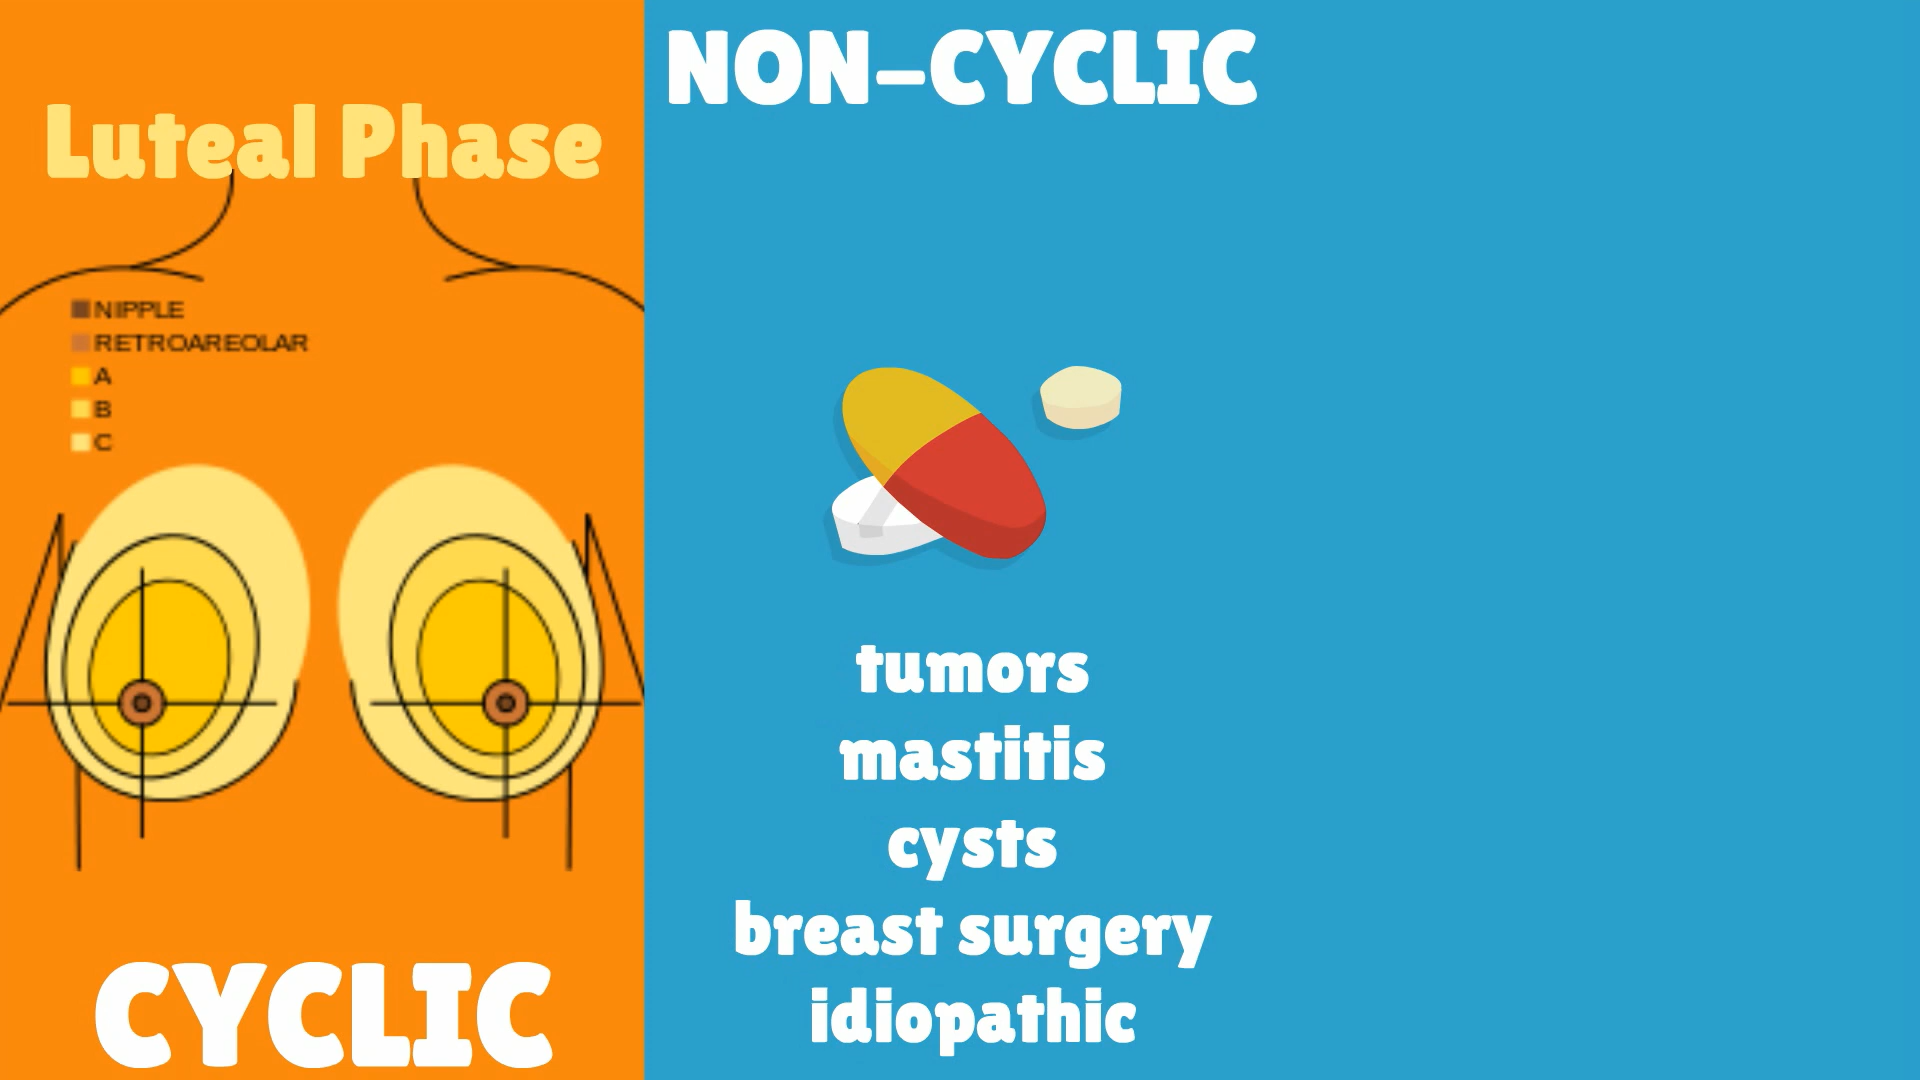 Luteal Phase
NIPPLE
RETROAREOLAR
A
B
C
CYCLIC
NON-CYCLIC
tumors
mastitis
cysts
breast surgery
idiopathic